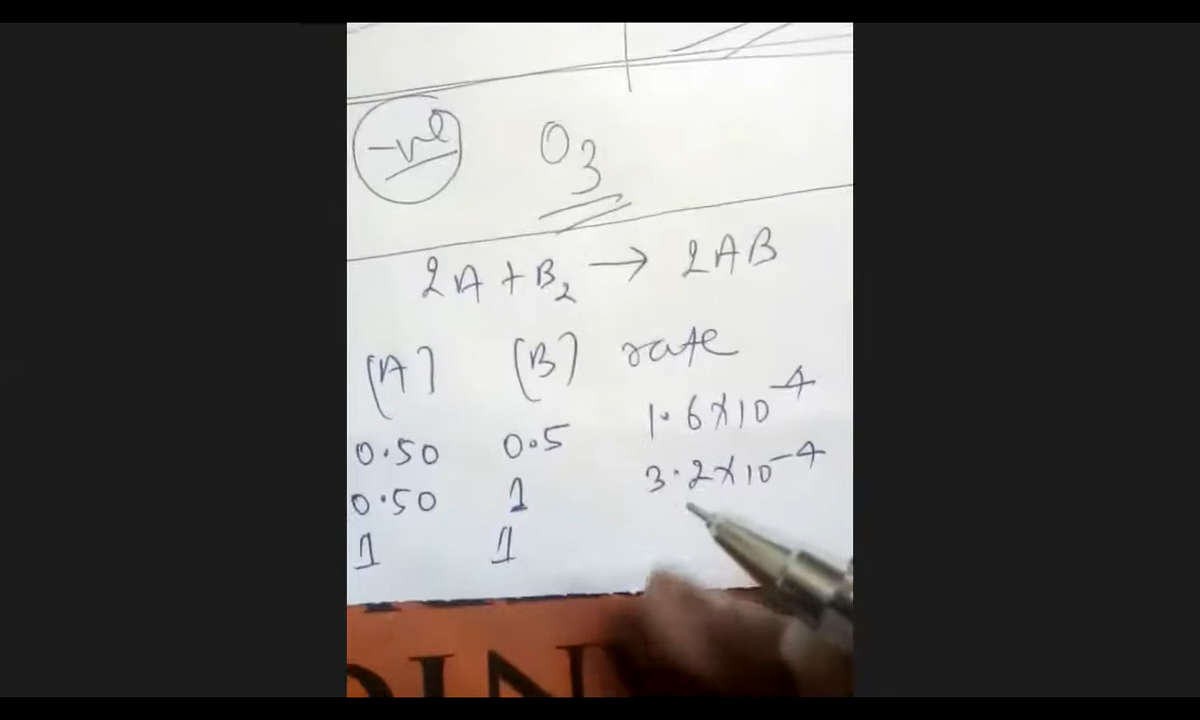 -ve O3
2A + B2 → 2AB
[A] [B] rate
0.50 0.5 1.6×10-4
0.50 1 3.2×10-4
1 1